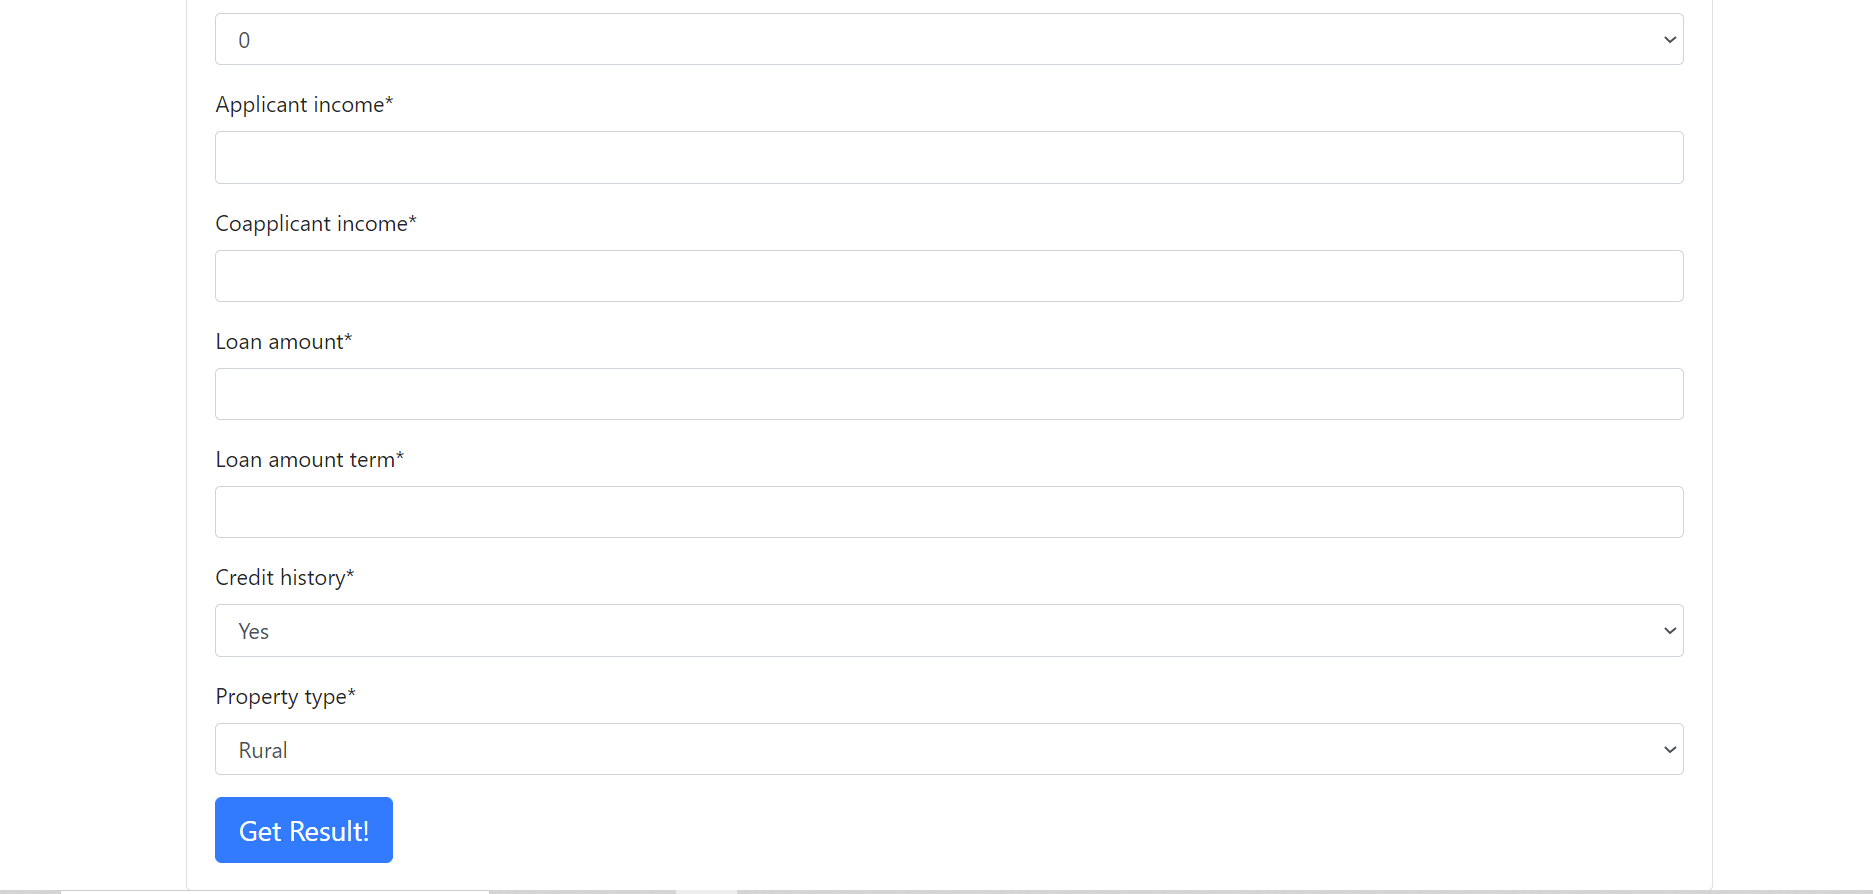 0
Applicant income*
Coapplicant income*
Loan amount*
Loan amount term*
Credit history*
Yes
Property type*
Rural
Get Result!